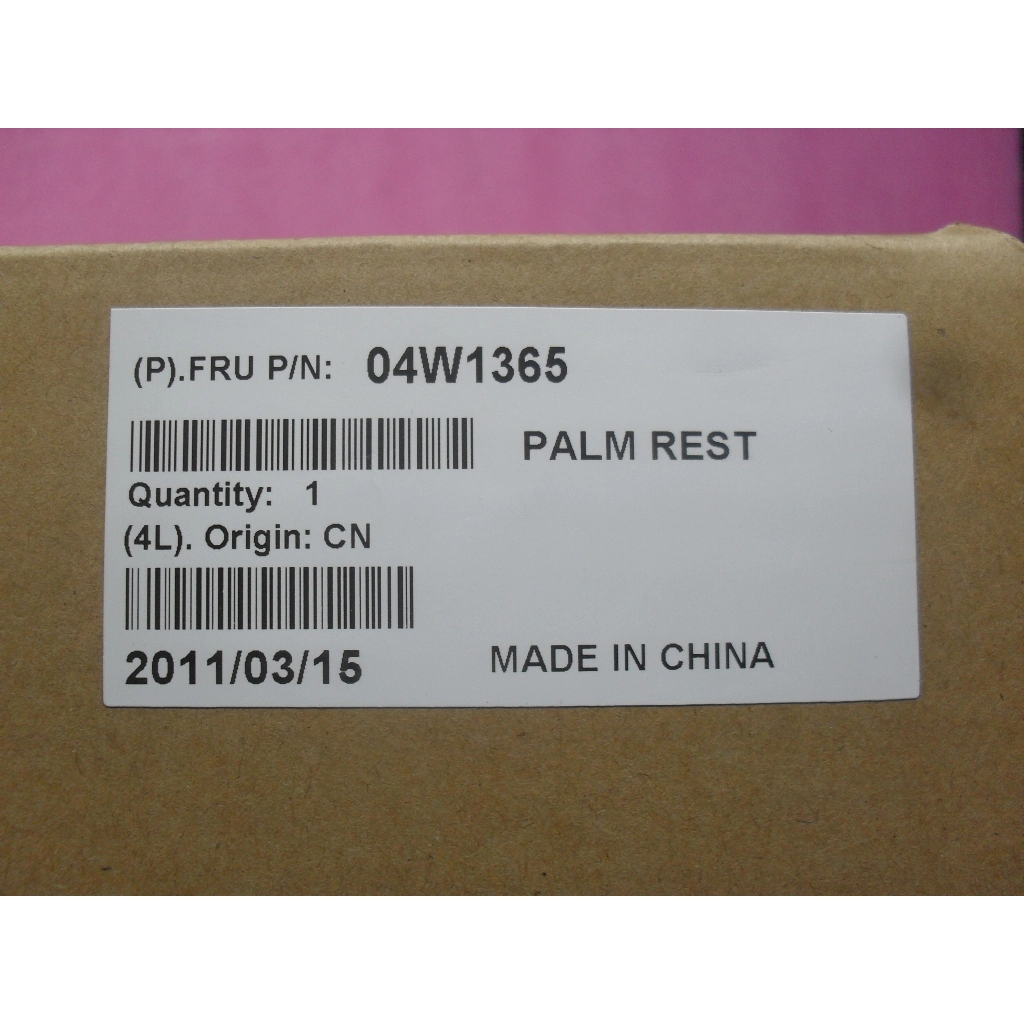 (P).FRU P/N: 04W1365
PALM REST
Quantity: 1
(4L). Origin: CN
2011/03/15
MADE IN CHINA